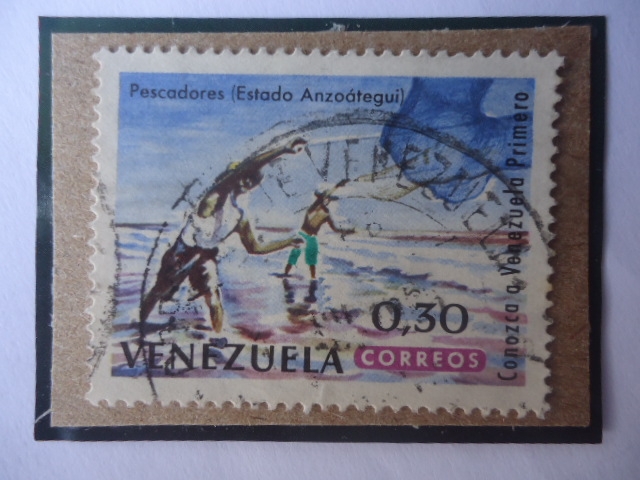 Pescadores (Estado Anzoátegui)
Conozca a Venezuela Primero
0,30
VENEZUELA CORREOS